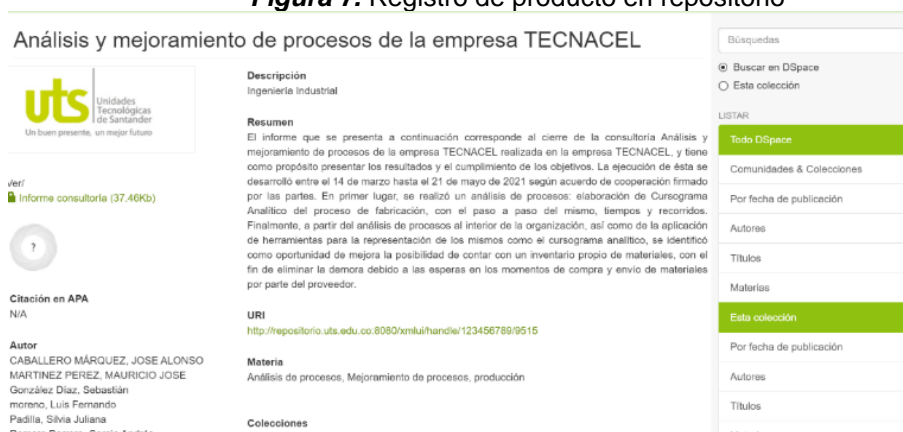 Figura 7. Registro de producto en repositorio
Análisis y mejoramiento de procesos de la empresa TECNACEL
uts Unidades
Tecnológicas
de Santander
Un buen presente, un mejor futuro
Ver/
Informe consultoría (37.46Kb)
?
Citación en APA
N/A
Autor
CABALLERO MÁRQUEZ, JOSE ALONSO
MARTINEZ PEREZ, MAURICIO JOSE
González Díaz, Sebastián
moreno, Luis Fernando
Padilla, Silvia Juliana
Descripción
Ingeniería Industrial
Resumen
El informe que se presenta a continuación corresponde al cierre de la consultoría Análisis y
mejoramiento de procesos de la empresa TECNACEL realizada en la empresa TECNACEL, y tiene
como propósito presentar los resultados y el cumplimiento de los objetivos. La ejecución de ésta se
desarrolló entre el 14 de marzo hasta el 21 de mayo de 2021 según acuerdo de cooperación firmado
por las partes. En primer lugar, se realizó un análisis de procesos: elaboración de Cursograma
Analítico del proceso de fabricación, con el paso a paso del mismo, tiempos y recorridos.
Finalmente, a partir del análisis de procesos al interior de la organización, así como de la aplicación
de herramientas para la representación de los mismos como el cursograma analítico, se identificó
como oportunidad de mejora la posibilidad de contar con un inventario propio de materiales, con el
fin de eliminar la demora debido a las esperas en los momentos de compra y envío de materiales
por parte del proveedor.
URI
http://repositorio.uts.edu.co:8080/xmlui/handle/123456789/9515
Materia
Análisis de procesos, Mejoramiento de procesos, producción
Colecciones
Búsquedas
Buscar en DSpace
Esta colección
LISTAR
Todo DSpace
Comunidades & Colecciones
Por fecha de publicación
Autores
Títulos
Materias
Esta colección
Por fecha de publicación
Autores
Títulos